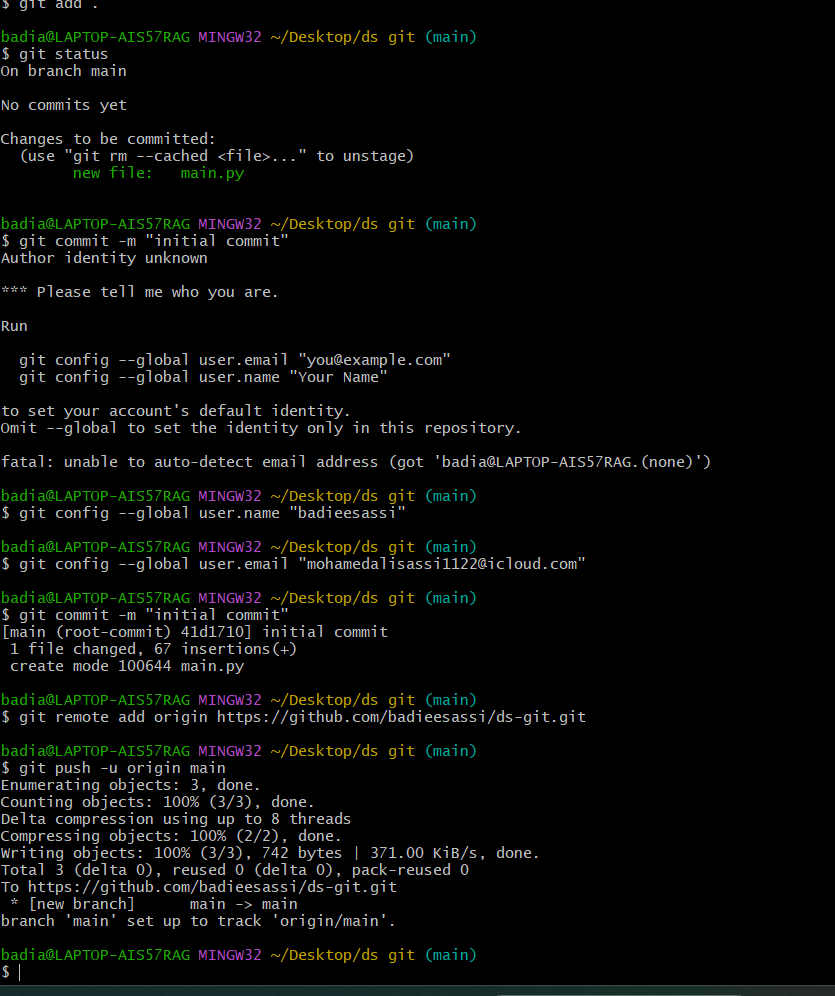 $ git add .
badia@LAPTOP-AIS57RAG MINGW32 ~/Desktop/ds git (main)
$ git status
On branch main
No commits yet
Changes to be committed:
  (use "git rm --cached <file>..." to unstage)
        new file:   main.py
badia@LAPTOP-AIS57RAG MINGW32 ~/Desktop/ds git (main)
$ git commit -m "initial commit"
Author identity unknown
*** Please tell me who you are.
Run
  git config --global user.email "you@example.com"
  git config --global user.name "Your Name"
to set your account's default identity.
Omit --global to set the identity only in this repository.
fatal: unable to auto-detect email address (got 'badia@LAPTOP-AIS57RAG.(none)')
badia@LAPTOP-AIS57RAG MINGW32 ~/Desktop/ds git (main)
$ git config --global user.name "badieesassi"
badia@LAPTOP-AIS57RAG MINGW32 ~/Desktop/ds git (main)
$ git config --global user.email "mohamedalisassi1122@icloud.com"
badia@LAPTOP-AIS57RAG MINGW32 ~/Desktop/ds git (main)
$ git commit -m "initial commit"
[main (root-commit) 41d1710] initial commit
 1 file changed, 67 insertions(+)
 create mode 100644 main.py
badia@LAPTOP-AIS57RAG MINGW32 ~/Desktop/ds git (main)
$ git remote add origin https://github.com/badieesassi/ds-git.git
badia@LAPTOP-AIS57RAG MINGW32 ~/Desktop/ds git (main)
$ git push -u origin main
Enumerating objects: 3, done.
Counting objects: 100% (3/3), done.
Delta compression using up to 8 threads
Compressing objects: 100% (2/2), done.
Writing objects: 100% (3/3), 742 bytes | 371.00 KiB/s, done.
Total 3 (delta 0), reused 0 (delta 0), pack-reused 0
To https://github.com/badieesassi/ds-git.git
 * [new branch]      main -> main
branch 'main' set up to track 'origin/main'.
badia@LAPTOP-AIS57RAG MINGW32 ~/Desktop/ds git (main)
$